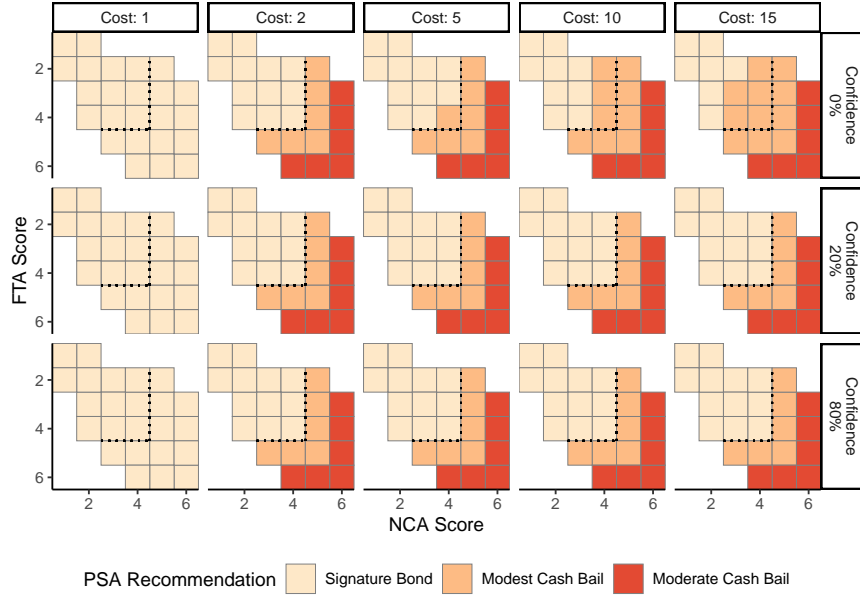 Cost: 1
Cost: 2
Cost: 5
Cost: 10
Cost: 15
2
4
6
Confidence
0%
2
4
6
Confidence
20%
2
4
6
Confidence
80%
FTA Score
2 4 6
2 4 6
2 4 6
2 4 6
2 4 6
NCA Score
PSA Recommendation Signature Bond Modest Cash Bail Moderate Cash Bail